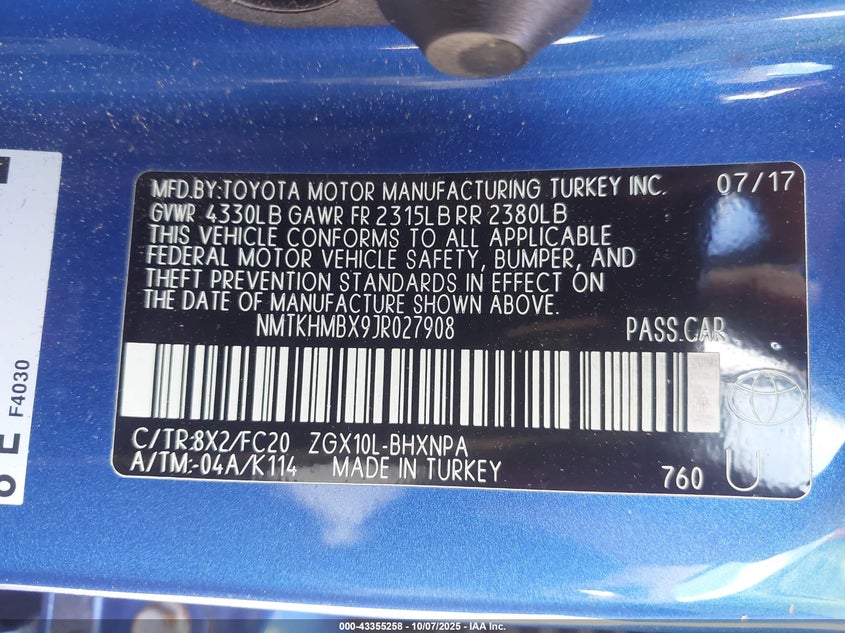 MFD.BY:TOYOTA MOTOR MANUFACTURING TURKEY INC. 07/17
GVWR 4330LB GAWR FR 2315LB RR 2380LB
THIS VEHICLE CONFORMS TO ALL APPLICABLE
FEDERAL MOTOR VEHICLE SAFETY, BUMPER, AND
THEFT PREVENTION STANDARDS IN EFFECT ON
THE DATE OF MANUFACTURE SHOWN ABOVE.
NMTKHMBX9JR027908 PASS.CAR
C/TR:8X2/FC20 ZGX10L-BHXNPA
A/TM:-04A/K114 MADE IN TURKEY 760 U
F4030
000-43355258 - 10/07/2025 - IAA Inc.